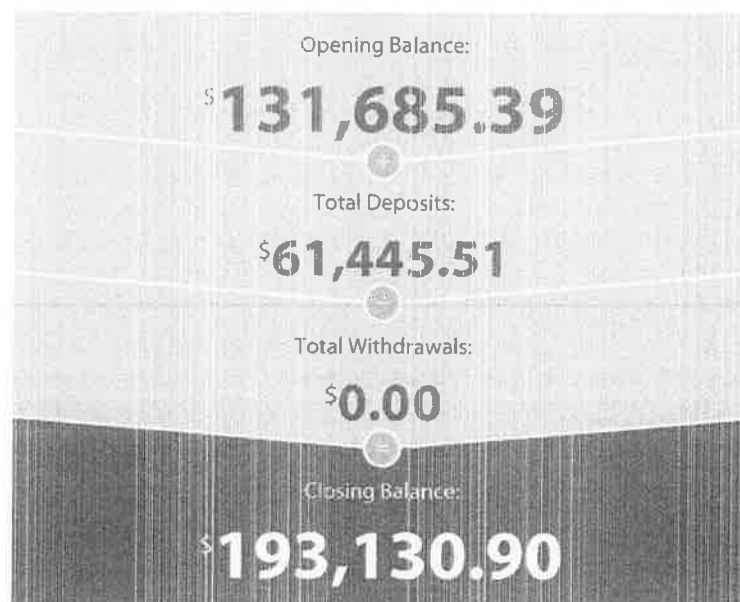 Opening Balance:
$131,685.39
+
Total Deposits:
$61,445.51
-
Total Withdrawals:
$0.00
=
Closing Balance:
$193,130.90